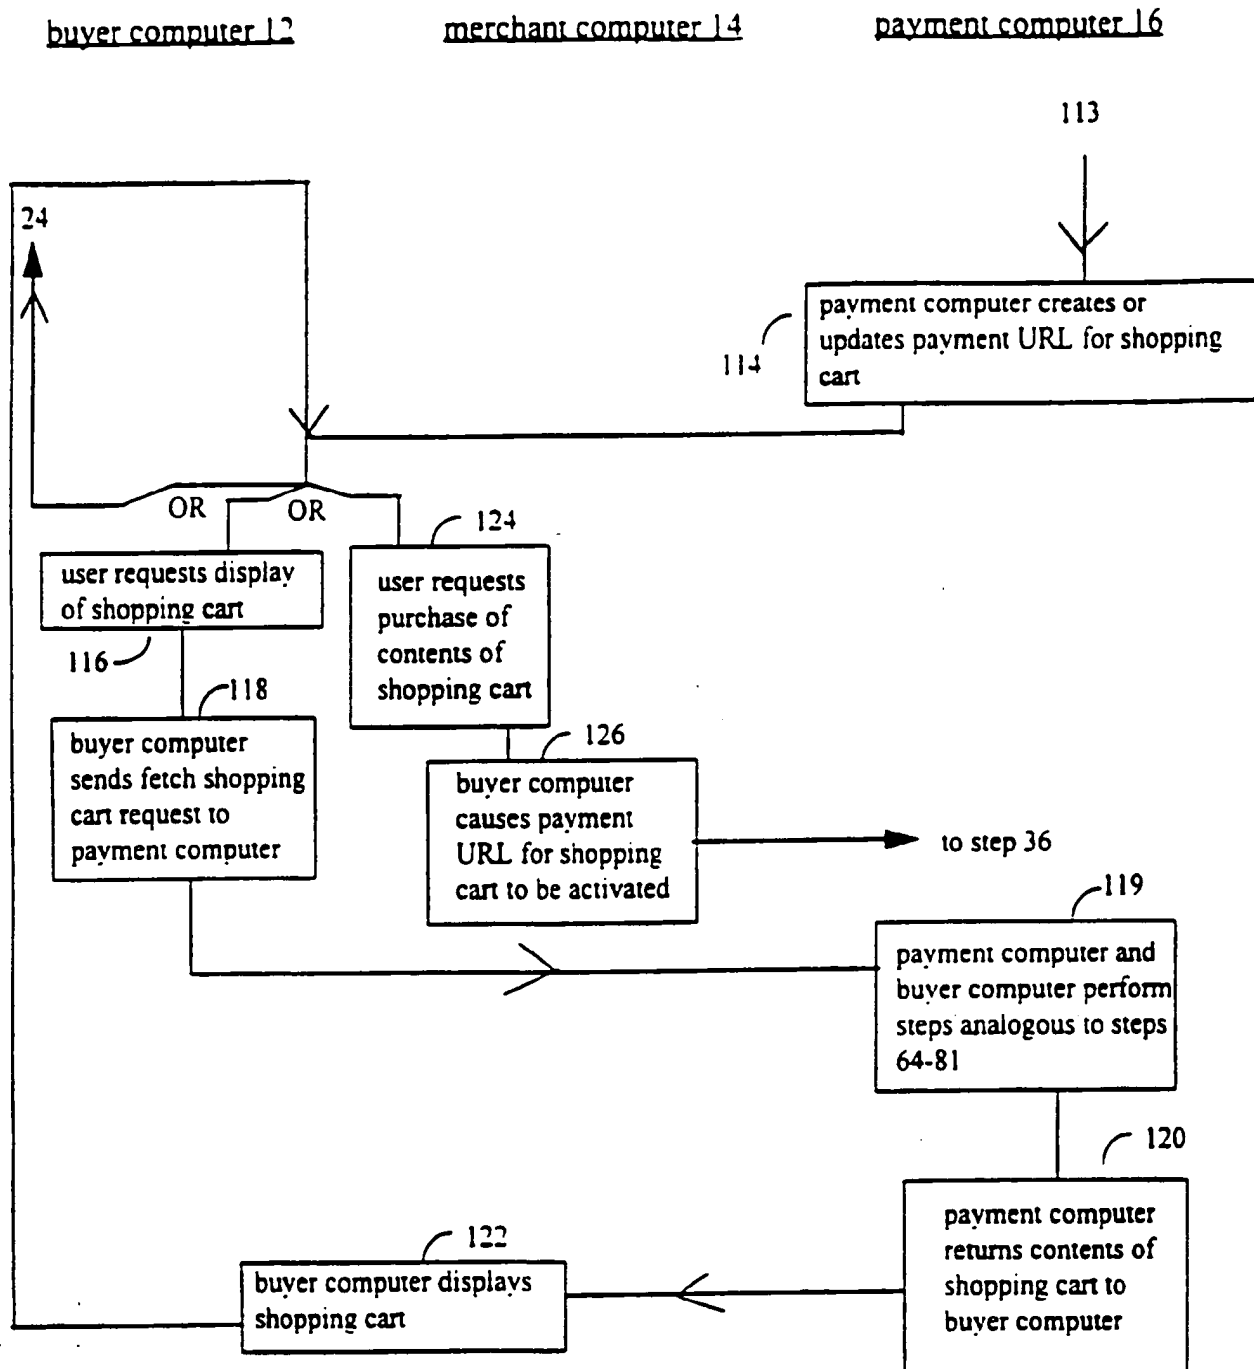 buyer computer 12
merchant computer 14
payment computer 16
113
24
payment computer creates or
updates payment URL for shopping
cart
114
OR
OR
124
user requests display
of shopping cart
116
user requests
purchase of
contents of
shopping cart
118
buyer computer
sends fetch shopping
cart request to
payment computer
126
buyer computer
causes payment
URL for shopping
cart to be activated
to step 36
119
payment computer and
buyer computer perform
steps analogous to steps
64-81
120
payment computer
returns contents of
shopping cart to
buyer computer
122
buyer computer displays
shopping cart